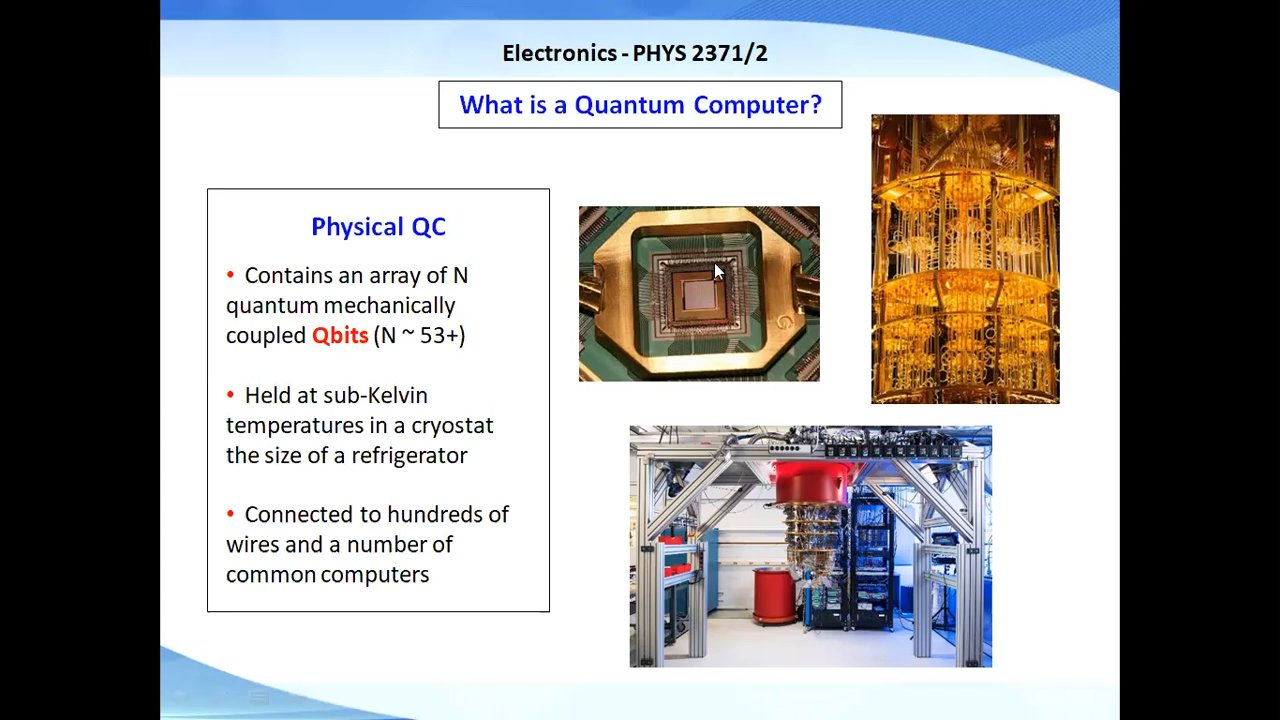 Electronics - PHYS 2371/2
What is a Quantum Computer?
Physical QC
• Contains an array of N
quantum mechanically
coupled Qbits (N ~ 53+)
• Held at sub-Kelvin
temperatures in a cryostat
the size of a refrigerator
• Connected to hundreds of
wires and a number of
common computers